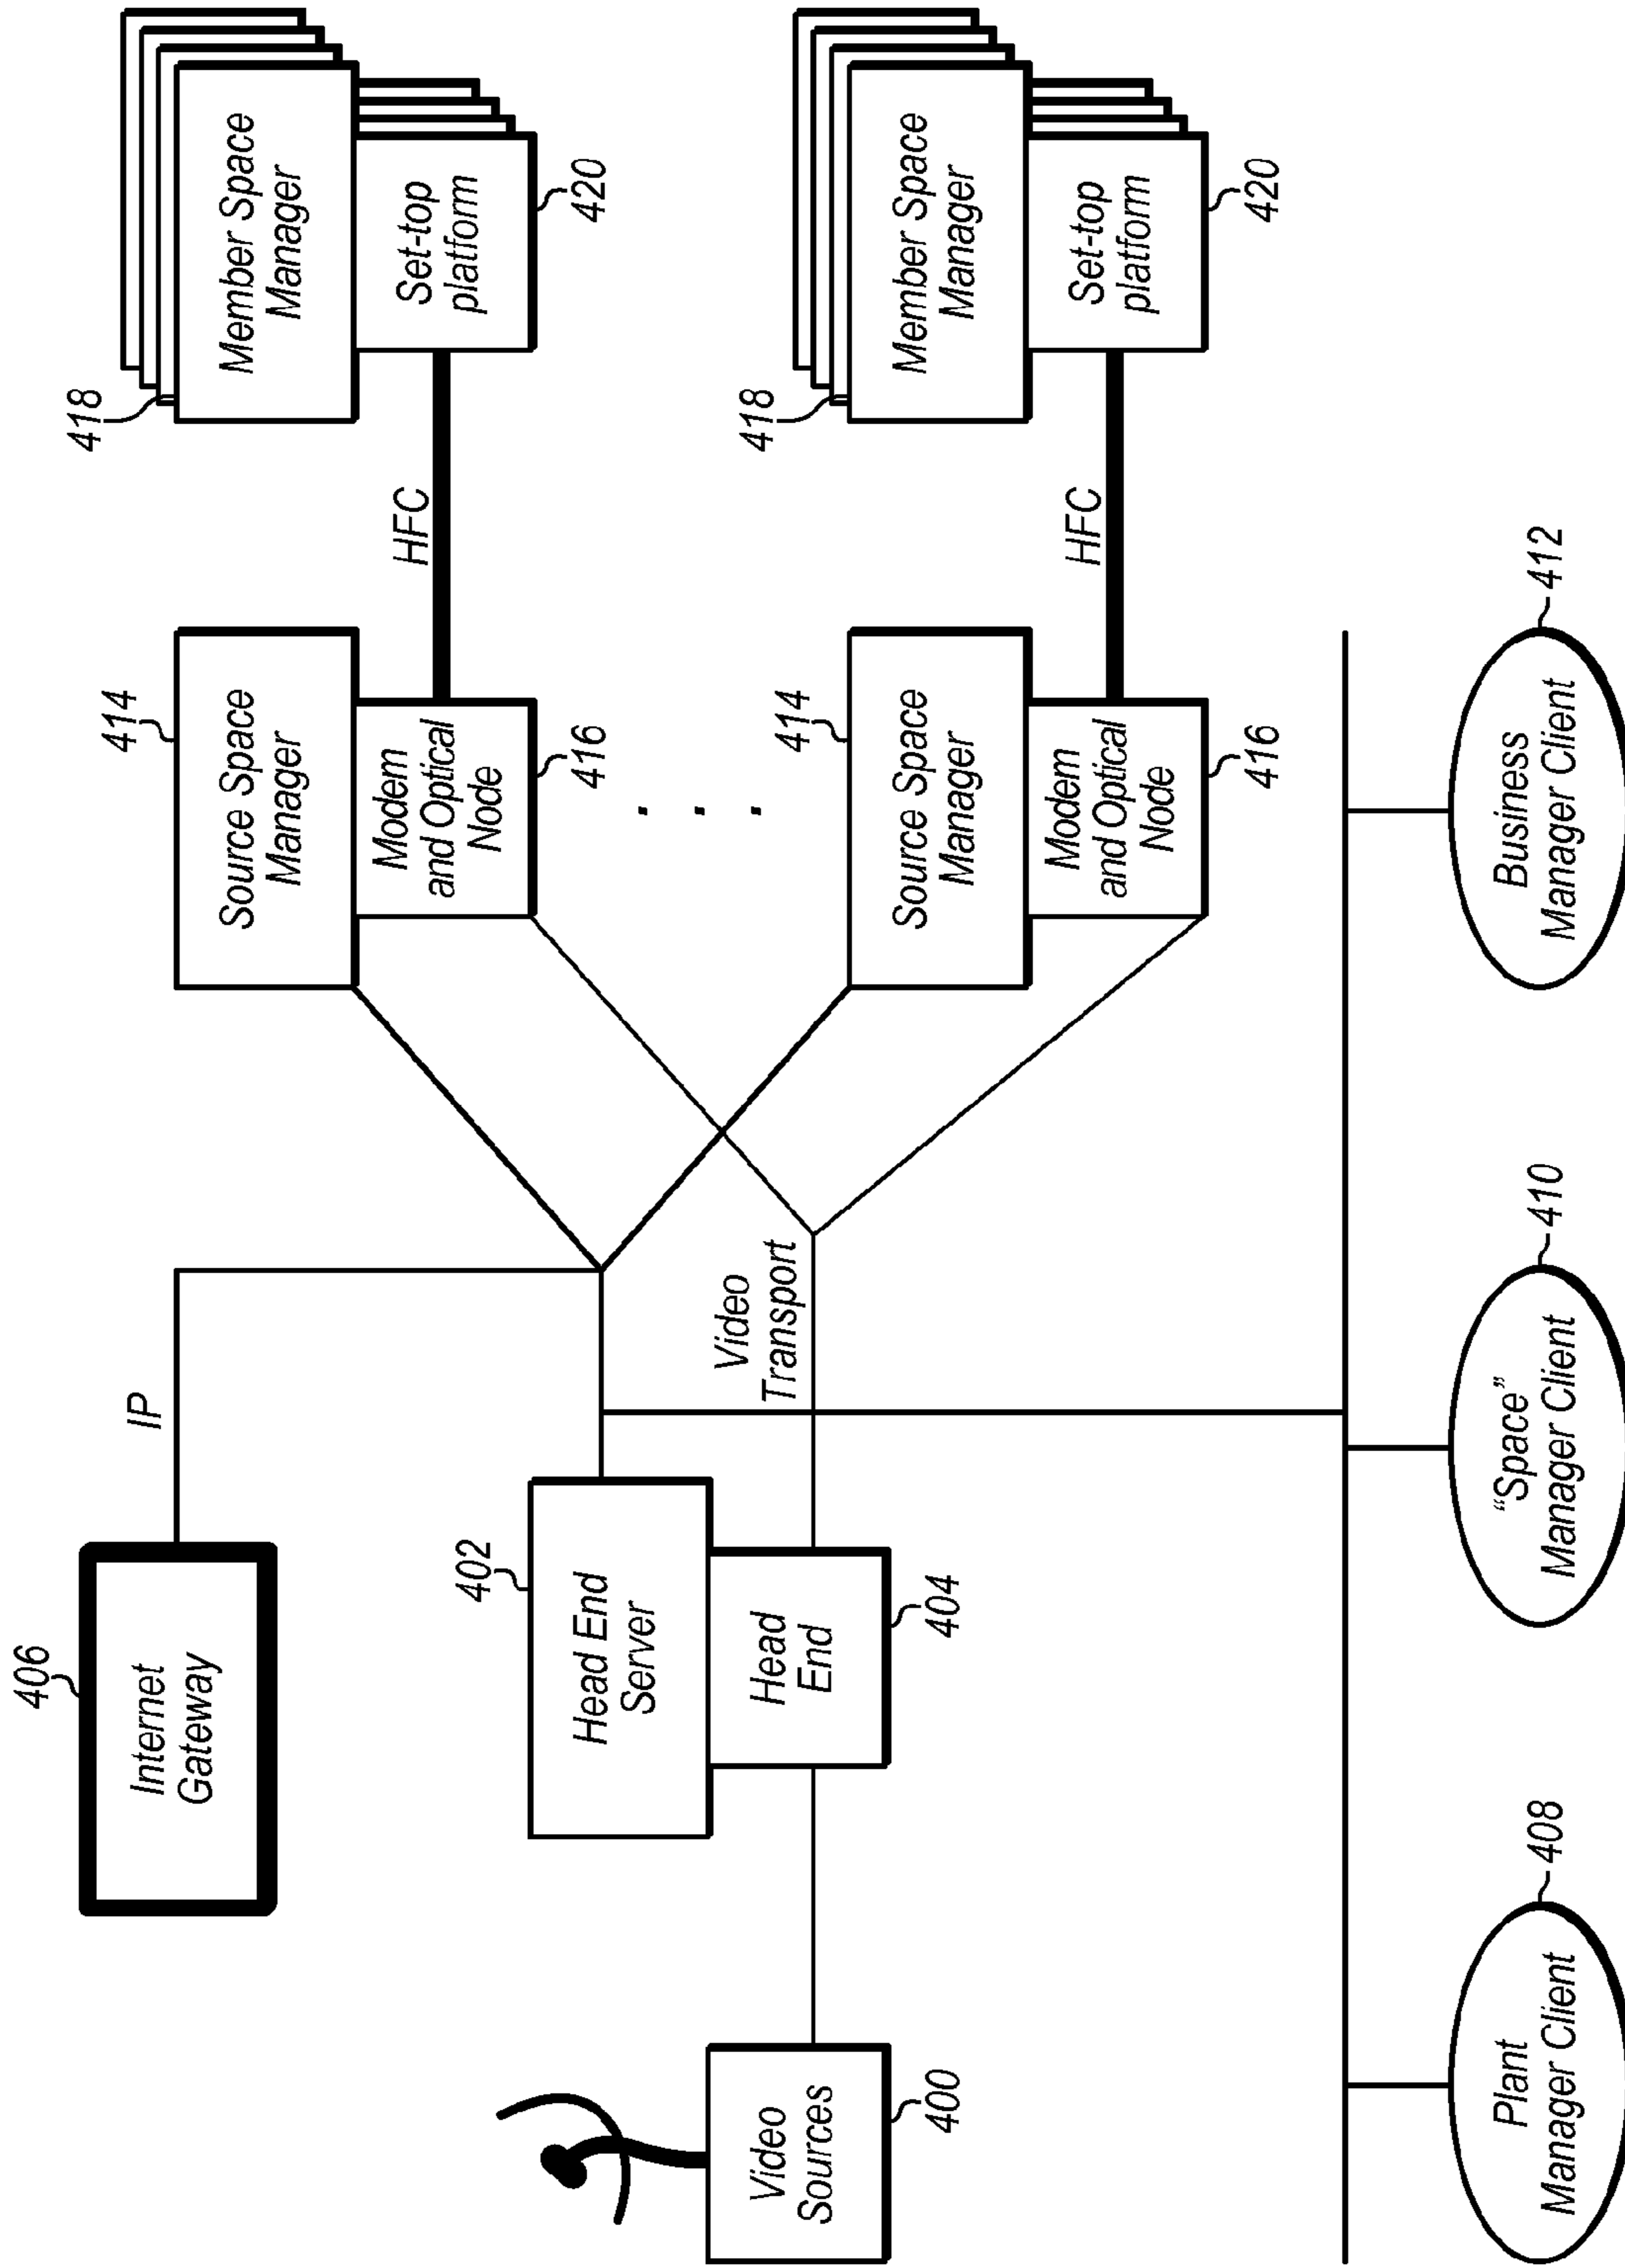 406
Internet
Gateway
IP
414
Source Space
Manager
Modem
and Optical
Node
416
HFC
418
Member Space
Manager
Set-top
platform
420
402
Head End
Server
Head
End
404
Video
Sources
400
Video
Transport
.
.
.
414
Source Space
Manager
Modem
and Optical
Node
416
HFC
418
Member Space
Manager
Set-top
platform
420
Plant
Manager Client
408
“Space”
Manager Client
410
Business
Manager Client
412